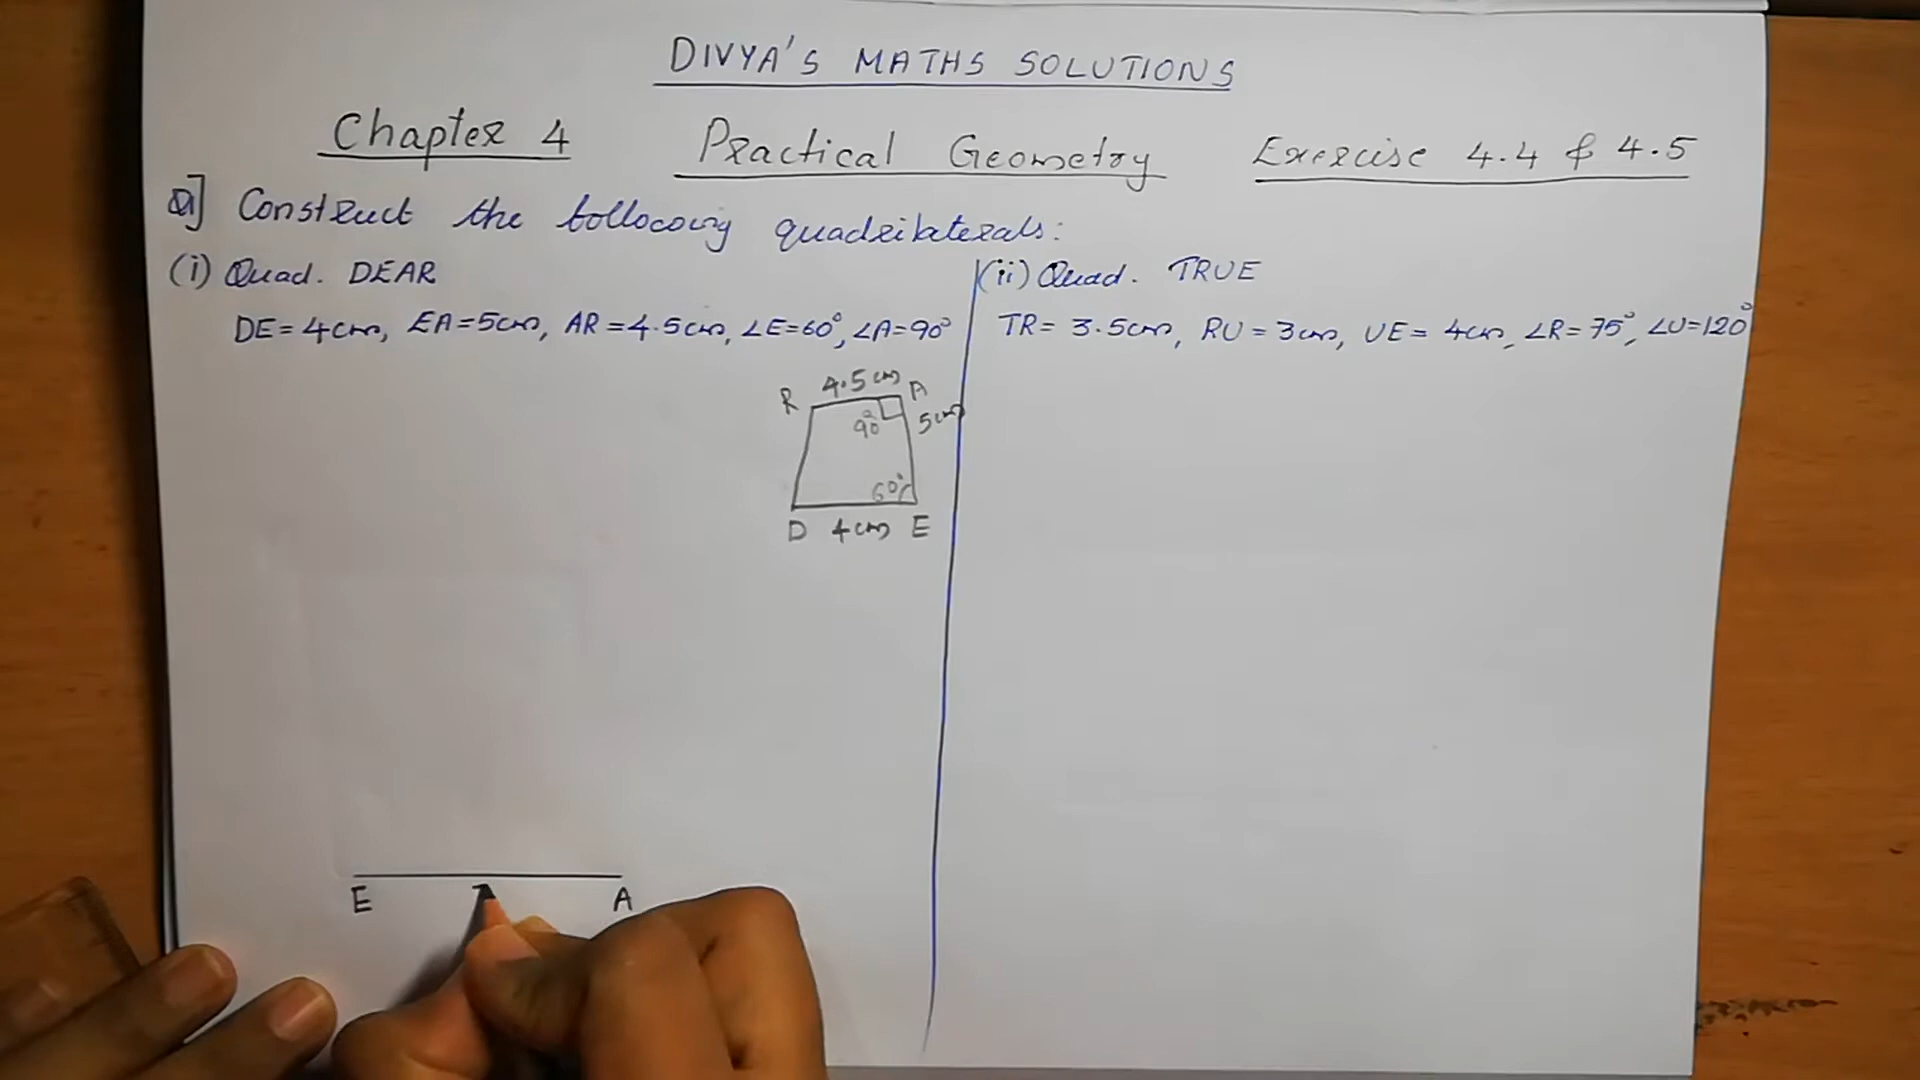 DIVYA'S MATHS SOLUTIONS
Chapter 4 Practical Geometry Exercise 4.4 & 4.5
Q1] Construct the following quadrilaterals:
(i) Quad. DEAR
DE = 4cm, EA = 5cm, AR = 4.5cm, ∠E = 60°, ∠A = 90°
(ii) Quad. TRUE
TR = 3.5cm, RU = 3cm, UE = 4cm, ∠R = 75°, ∠U = 120°
R 4.5cm A
90° 5cm
60°
D 4cm E
E A